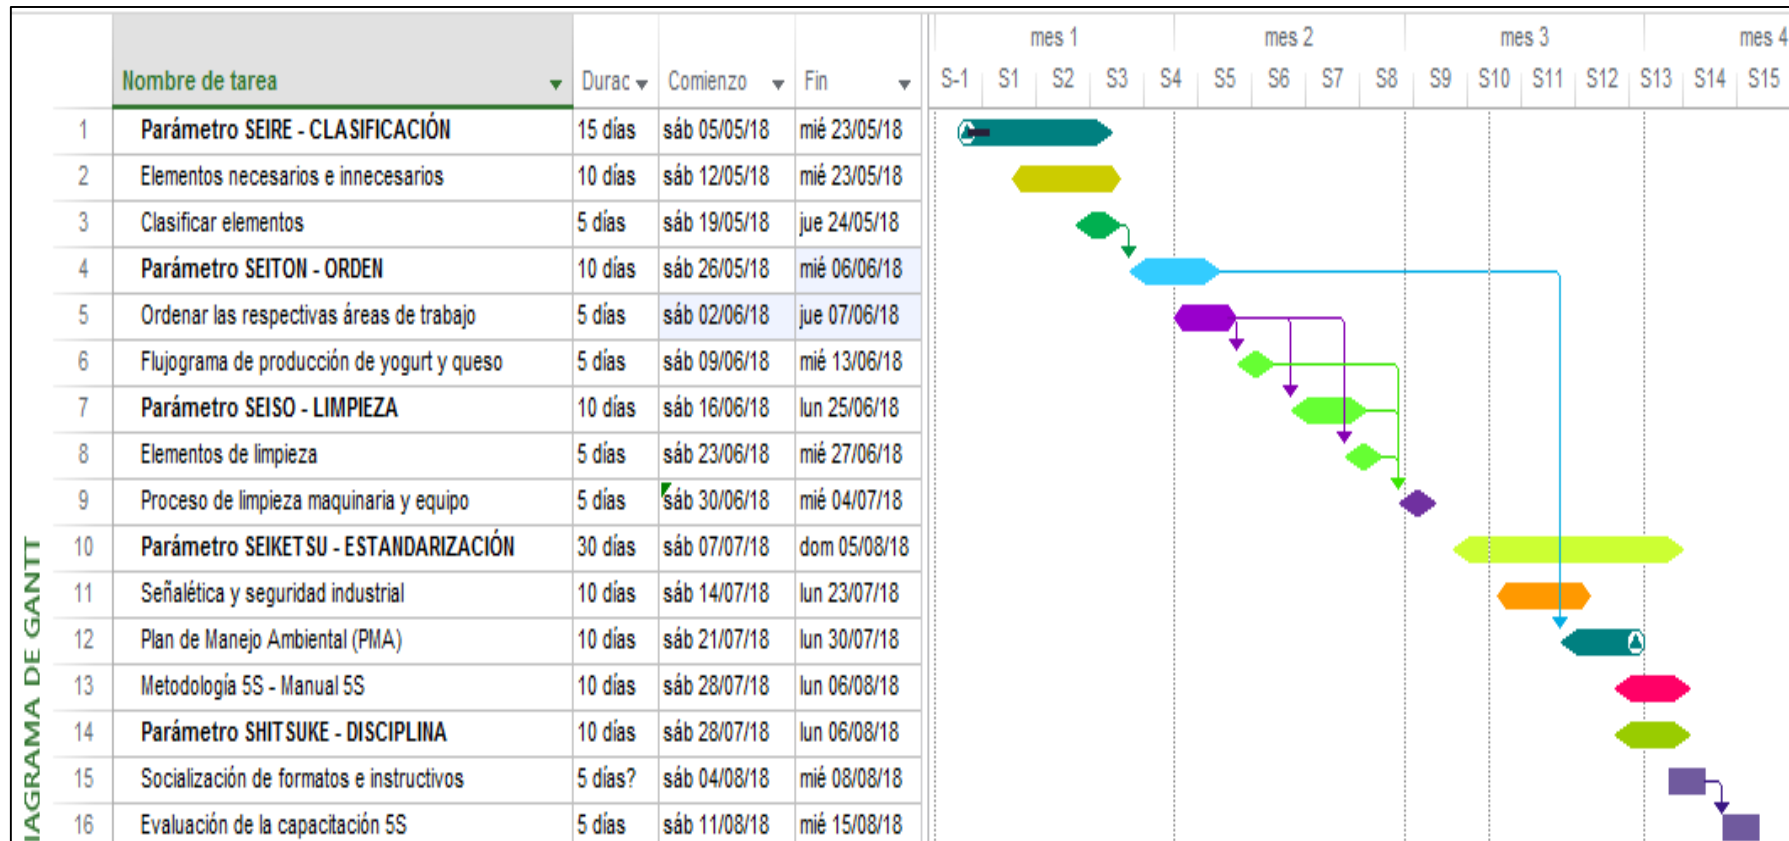 mes 1 mes 2 mes 3 mes 4
Nombre de tarea Durac Comienzo Fin S-1 S1 S2 S3 S4 S5 S6 S7 S8 S9 S10 S11 S12 S13 S14 S15
1 Parámetro SEIRE - CLASIFICACIÓN 15 días sáb 05/05/18 mié 23/05/18
2 Elementos necesarios e innecesarios 10 días sáb 12/05/18 mié 23/05/18
3 Clasificar elementos 5 días sáb 19/05/18 jue 24/05/18
4 Parámetro SEITON - ORDEN 10 días sáb 26/05/18 mié 06/06/18
5 Ordenar las respectivas áreas de trabajo 5 días sáb 02/06/18 jue 07/06/18
6 Flujograma de producción de yogurt y queso 5 días sáb 09/06/18 mié 13/06/18
7 Parámetro SEISO - LIMPIEZA 10 días sáb 16/06/18 lun 25/06/18
8 Elementos de limpieza 5 días sáb 23/06/18 mié 27/06/18
9 Proceso de limpieza maquinaria y equipo 5 días sáb 30/06/18 mié 04/07/18
10 Parámetro SEIKETSU - ESTANDARIZACIÓN 30 días sáb 07/07/18 dom 05/08/18
11 Señalética y seguridad industrial 10 días sáb 14/07/18 lun 23/07/18
12 Plan de Manejo Ambiental (PMA) 10 días sáb 21/07/18 lun 30/07/18
13 Metodología 5S - Manual 5S 10 días sáb 28/07/18 lun 06/08/18
14 Parámetro SHITSUKE - DISCIPLINA 10 días sáb 28/07/18 lun 06/08/18
15 Socialización de formatos e instructivos 5 días? sáb 04/08/18 mié 08/08/18
16 Evaluación de la capacitación 5S 5 días sáb 11/08/18 mié 15/08/18
IAGRAMA DE GANTT